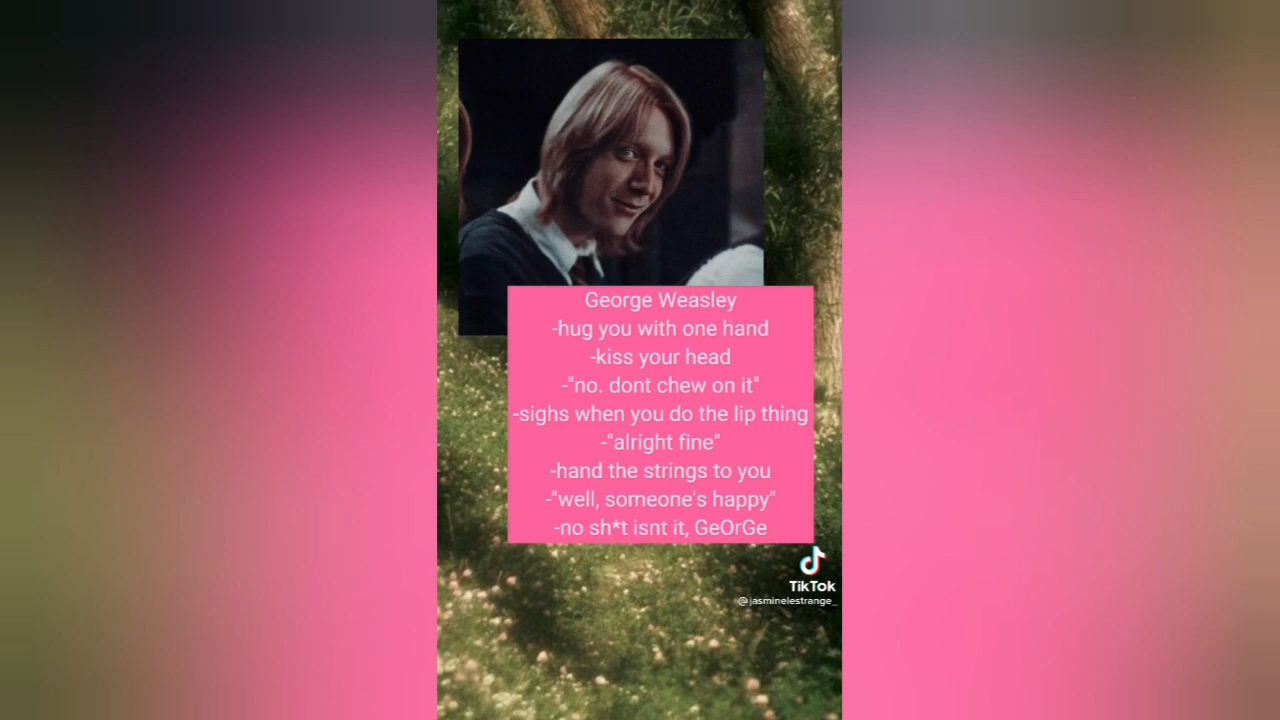 George Weasley
-hug you with one hand
-kiss your head
-"no. dont chew on it"
-sighs when you do the lip thing
-"alright fine"
-hand the strings to you
-"well, someone's happy"
-no sh*t isnt it, GeOrGe
TikTok
@jasminelestrange_